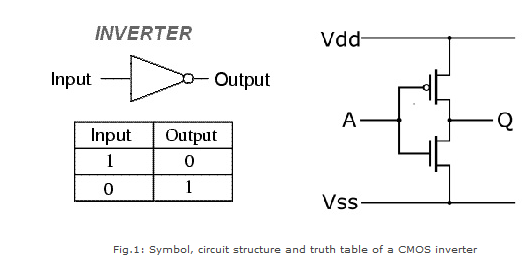 INVERTER
Input
Output
Input Output
1 0
0 1
Vdd
A
Q
Vss
Fig.1: Symbol, circuit structure and truth table of a CMOS inverter